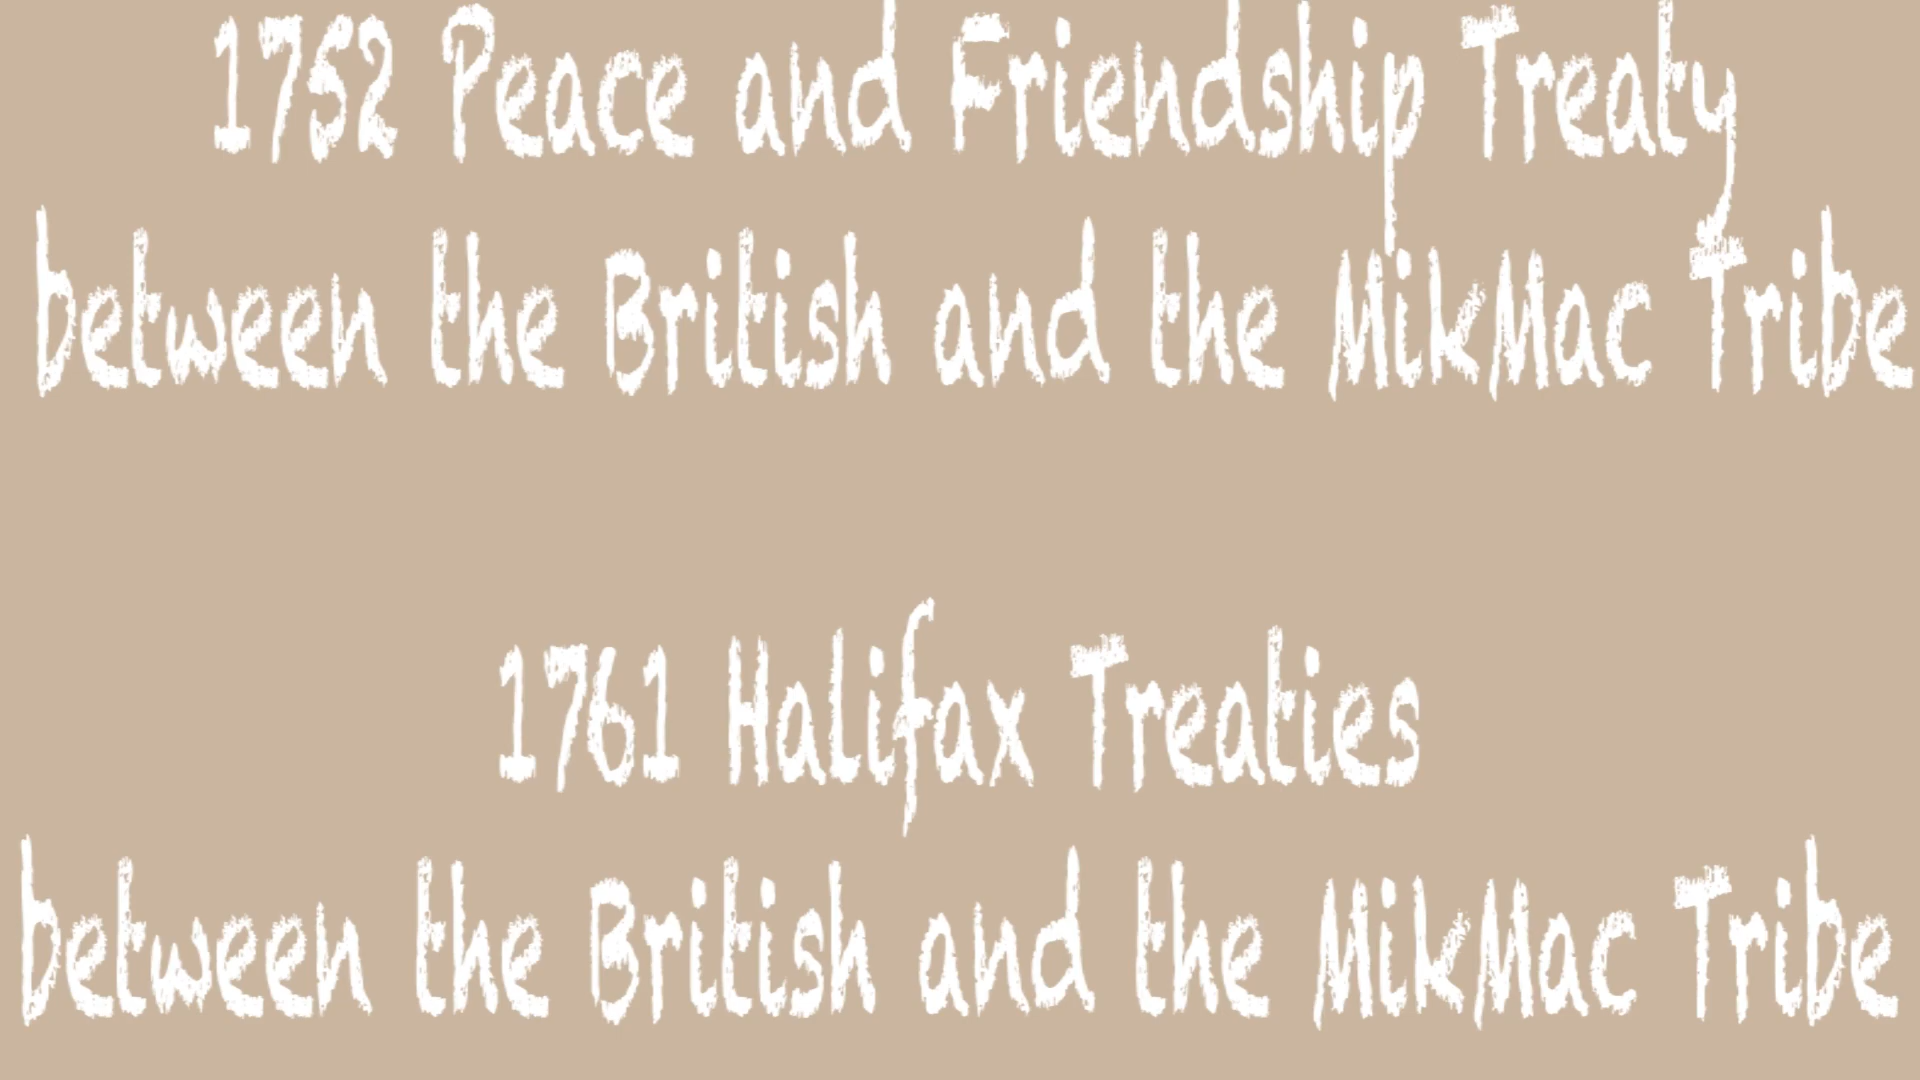 1752 Peace and Friendship Treaty
between the British and the MikMac Tribe
1761 Halifax Treaties
between the British and the MikMac Tribe